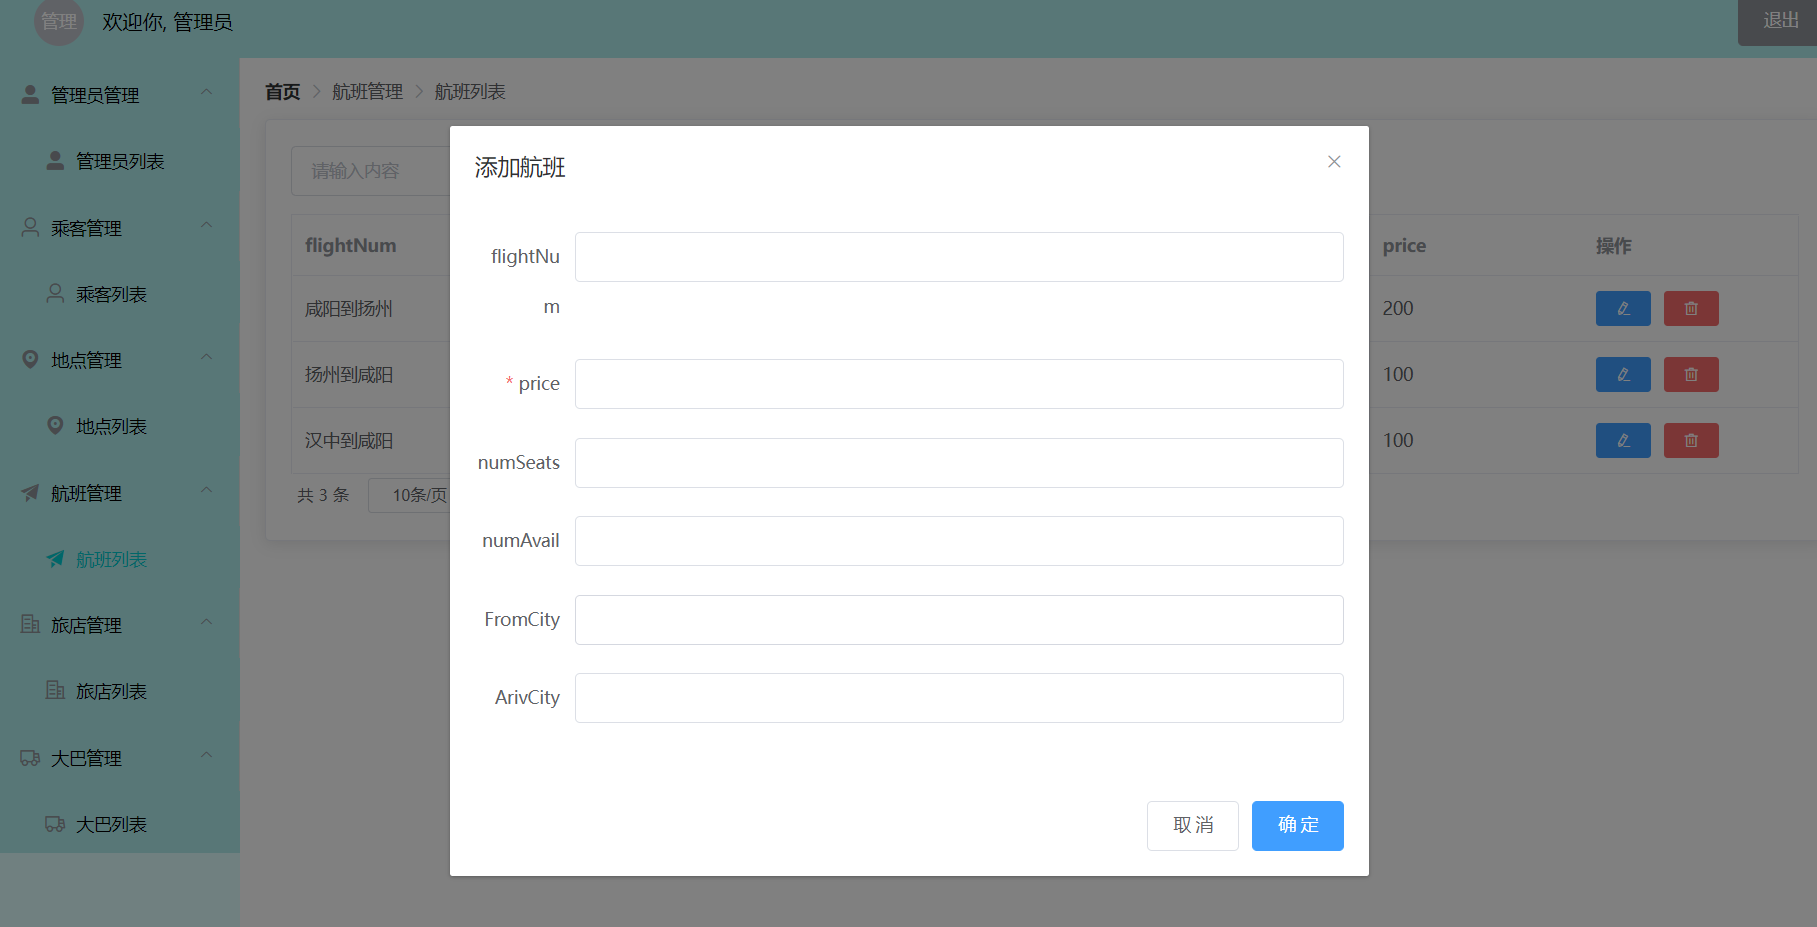 管理
欢迎你, 管理员
退出
管理员管理
管理员列表
乘客管理
乘客列表
地点管理
地点列表
航班管理
航班列表
旅店管理
旅店列表
大巴管理
大巴列表
首页 航班管理 航班列表
请输入内容
flightNum price 操作
咸阳到扬州 200
扬州到咸阳 100
汉中到咸阳 100
共 3 条 10条/页
添加航班
flightNu
m
* price
numSeats
numAvail
FromCity
ArivCity
取 消 确 定